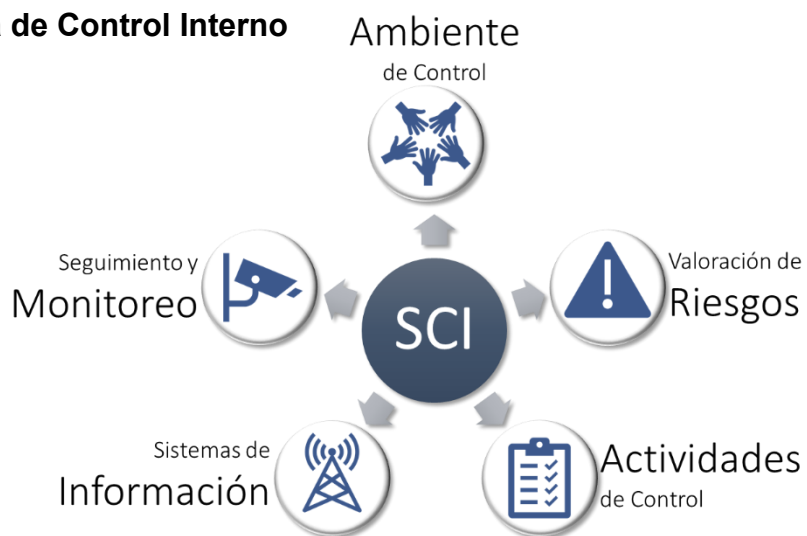 de Control Interno
Ambiente
de Control
Seguimiento y
Monitoreo
Valoración de
Riesgos
SCI
Sistemas de
Información
Actividades
de Control